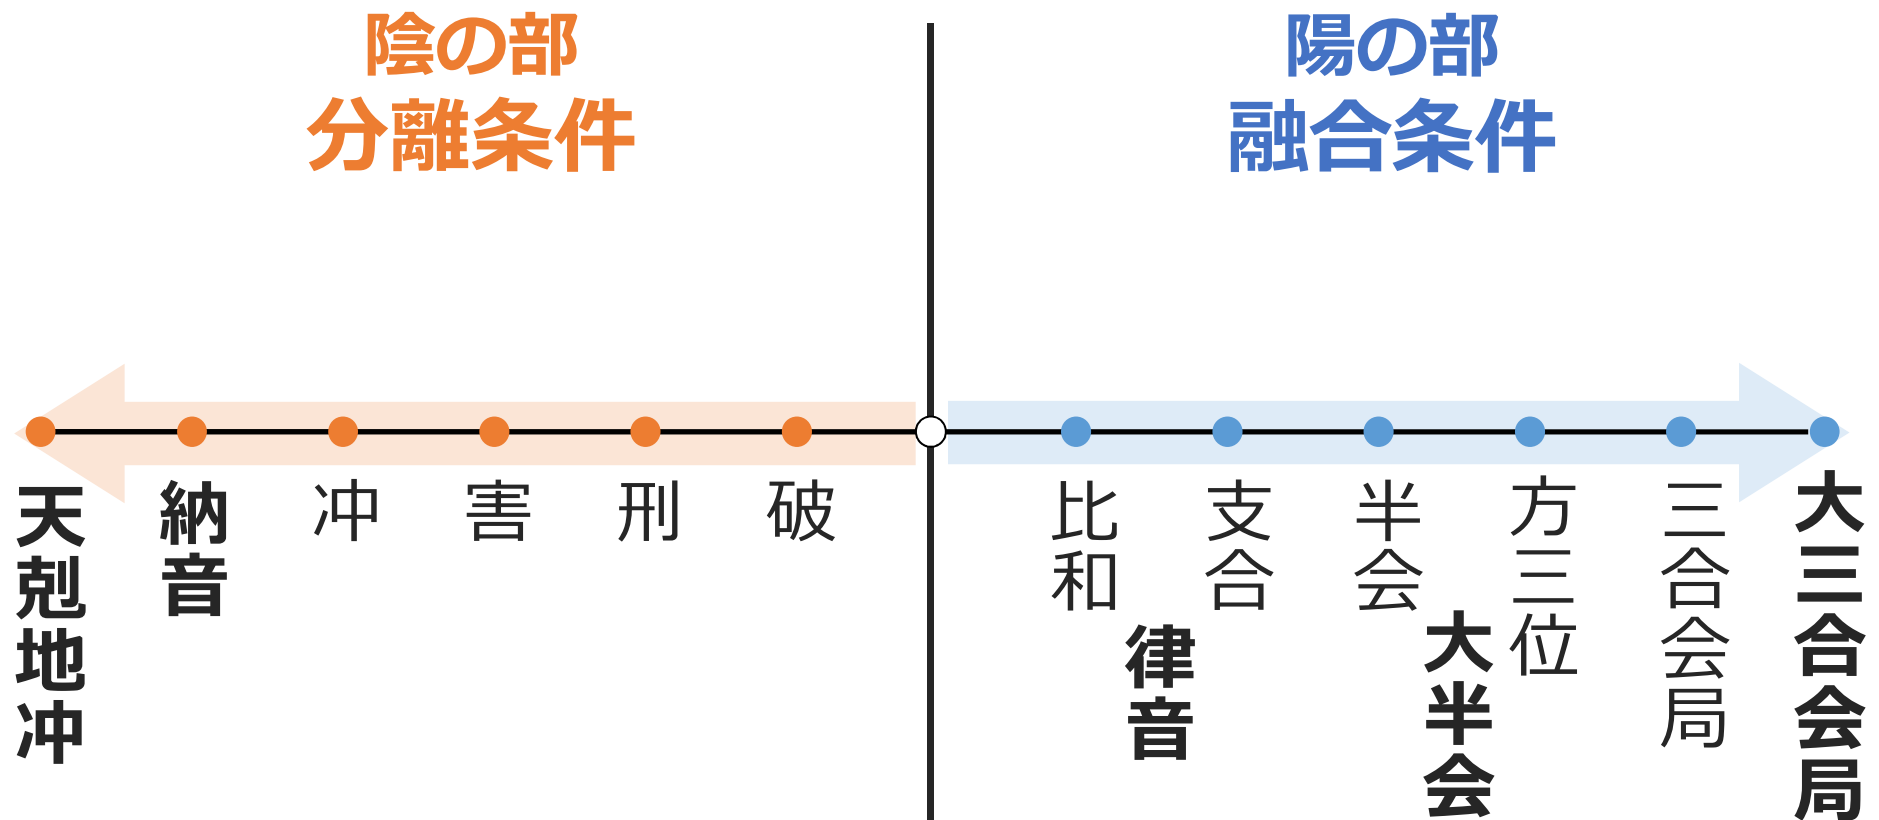 陰の部
分離条件
陽の部
融合条件
天剋地冲
納音
冲
害
刑
破
比和
律音
支合
半会
大半会
方三位
三合会局
大三合会局